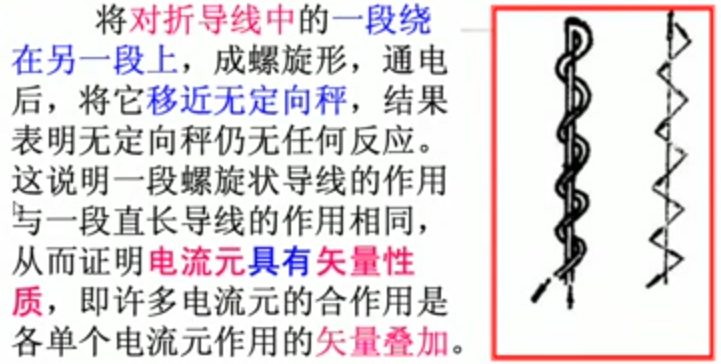 将对折导线中的一段绕
在另一段上，成螺旋形，通电
后，将它移近无定向秤，结果
表明无定向秤仍无任何反应。
这说明一段螺旋状导线的作用
与一段直长导线的作用相同，
从而证明电流元具有矢量性
质，即许多电流元的合作用是
各单个电流元作用的矢量叠加。